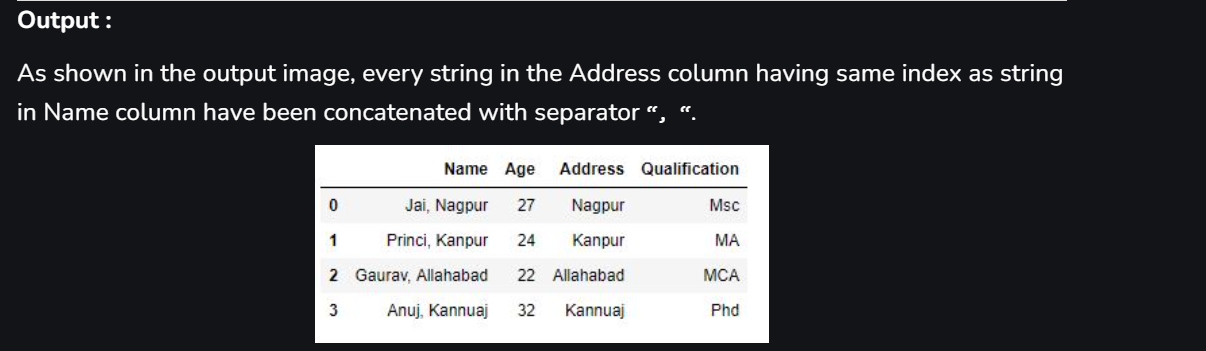 Output :
As shown in the output image, every string in the Address column having same index as string
in Name column have been concatenated with separator “, “.
Name Age Address Qualification
0 Jai, Nagpur 27 Nagpur Msc
1 Princi, Kanpur 24 Kanpur MA
2 Gaurav, Allahabad 22 Allahabad MCA
3 Anuj, Kannuaj 32 Kannuaj Phd